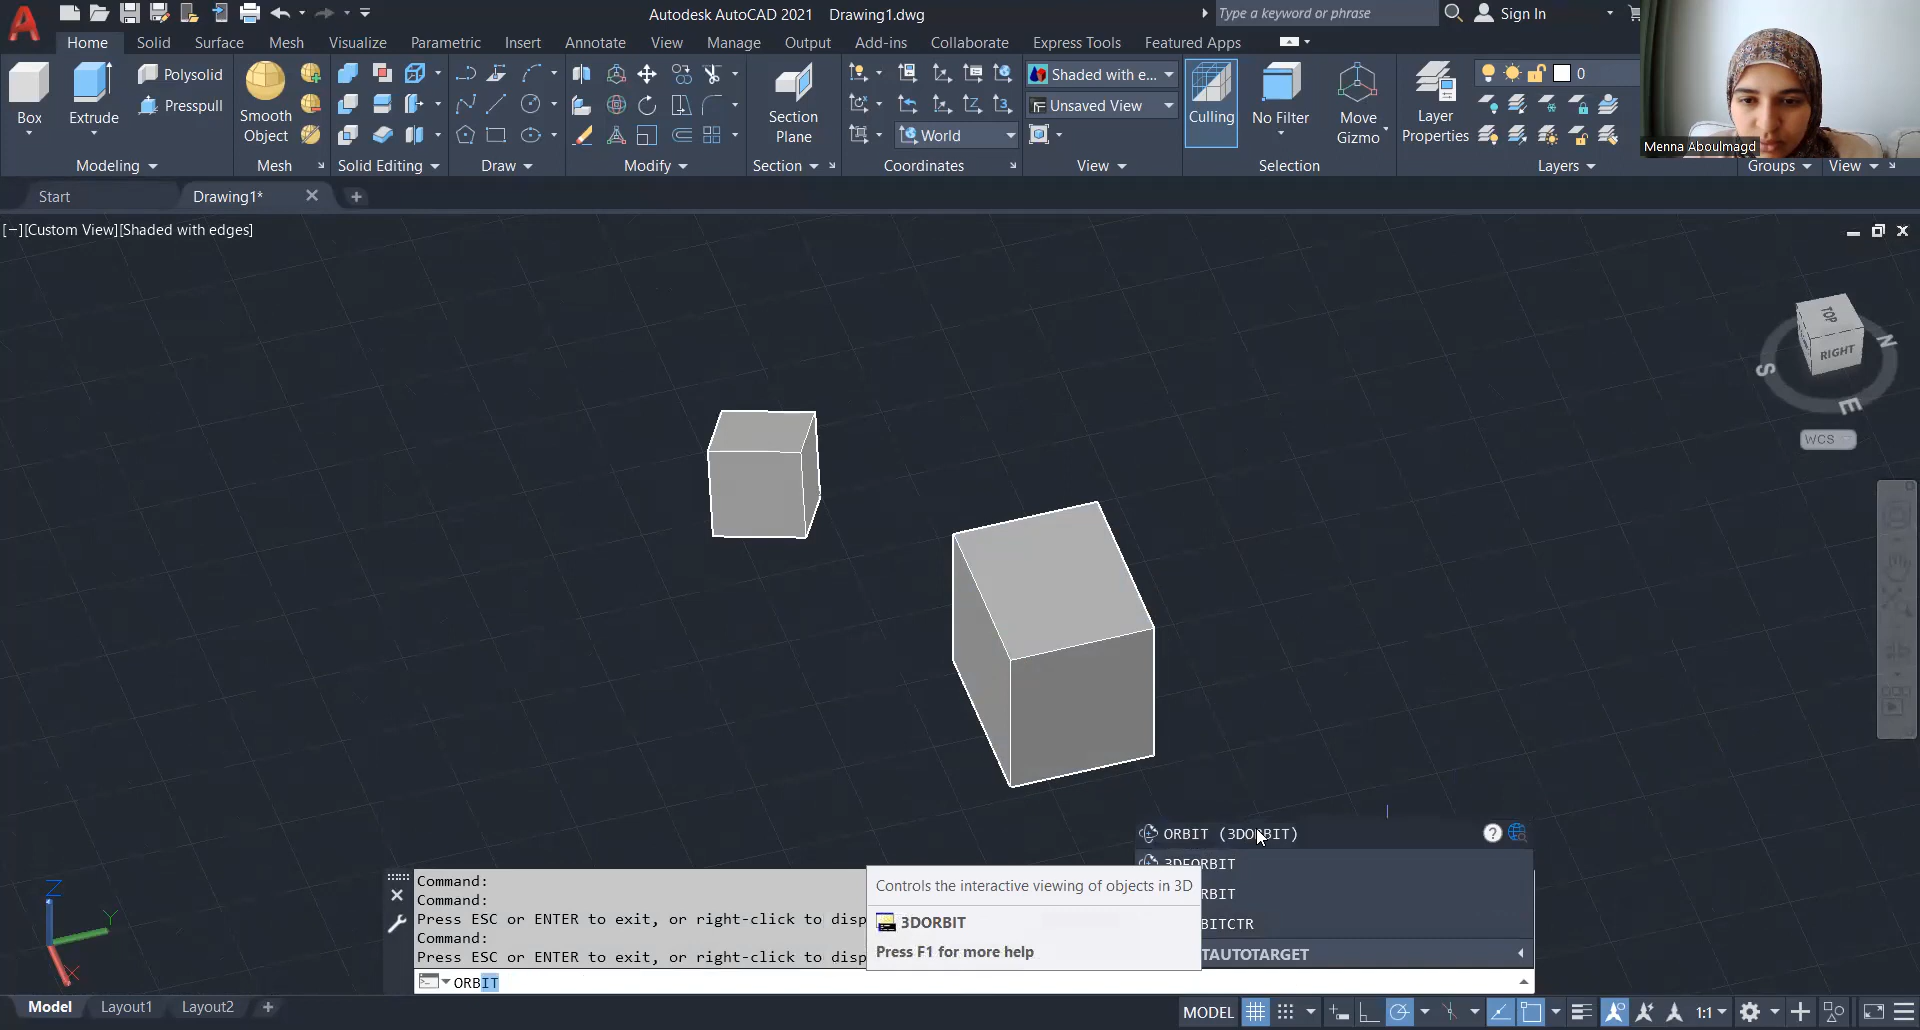 Autodesk AutoCAD 2021 Drawing1.dwg
Type a keyword or phrase
Sign In
Home Solid Surface Mesh Visualize Parametric Insert Annotate View Manage Output Add-ins Collaborate Express Tools Featured Apps
Box
Extrude
Polysolid
Presspull
Smooth
Object
Section
Plane
World
Shaded with e...
Unsaved View
Culling
No Filter
Move
Gizmo
Layer
Properties
0
Menna Aboulmagd
Modeling Mesh Solid Editing Draw Modify Section Coordinates View Selection Layers Groups View
Start
Drawing1*
[−][Custom View][Shaded with edges]
TOP
RIGHT
N
S
E
WCS
Z
Y
X
ORBIT (3DORBIT)
3DFORBIT
RBIT
BITCTR
TAUTOTARGET
Controls the interactive viewing of objects in 3D
3DORBIT
Press F1 for more help
Command:
Command:
Press ESC or ENTER to exit, or right-click to disp
Command:
Press ESC or ENTER to exit, or right-click to disp
ORBIT
Model Layout1 Layout2
MODEL
1:1